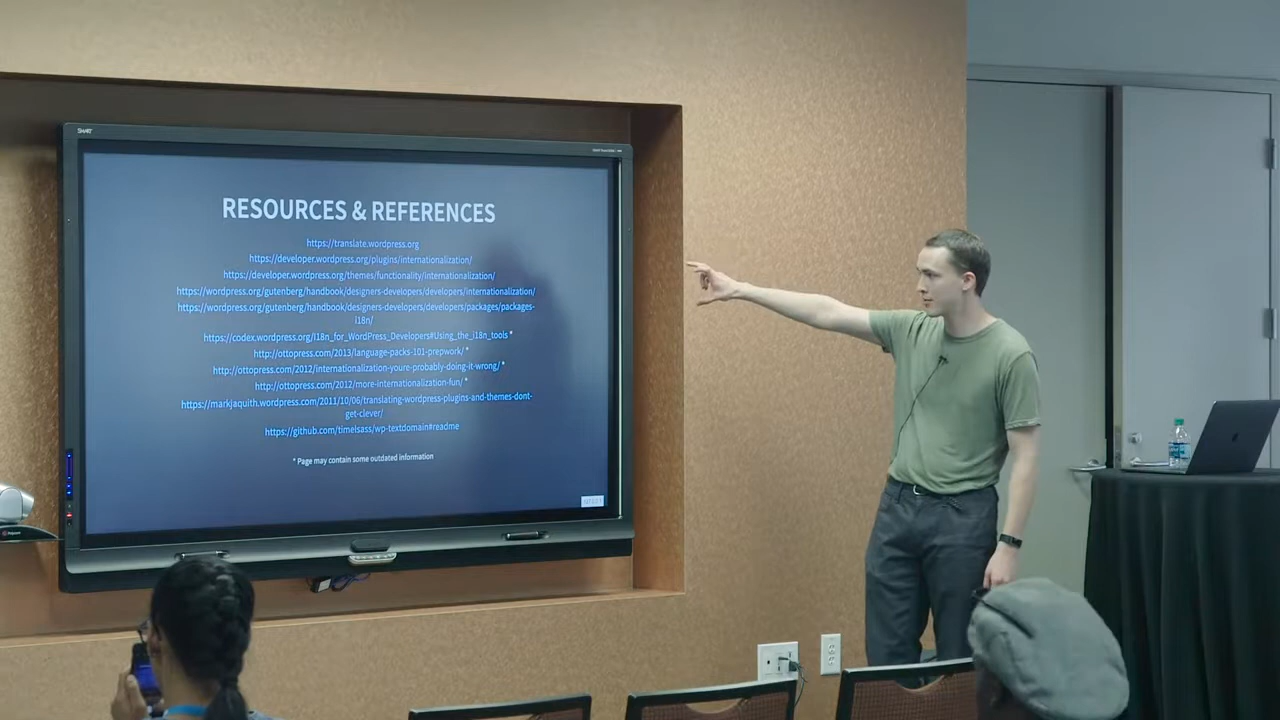 SMART
RESOURCES & REFERENCES
https://translate.wordpress.org
https://developer.wordpress.org/plugins/internationalization/
https://developer.wordpress.org/themes/functionality/internationalization/
https://wordpress.org/gutenberg/handbook/designers-developers/developers/internationalization/
https://wordpress.org/gutenberg/handbook/designers-developers/developers/packages/packages-
i18n/
https://codex.wordpress.org/I18n_for_WordPress_Developers#Using_the_i18n_tools *
http://ottopress.com/2013/language-packs-101-prepwork/ *
http://ottopress.com/2012/internationalization-youre-probably-doing-it-wrong/ *
http://ottopress.com/2012/more-internationalization-fun/ *
https://markjaquith.wordpress.com/2011/10/06/translating-wordpress-plugins-and-themes-dont-
get-clever/
https://github.com/timelsass/wp-textdomain#readme
* Page may contain some outdated information